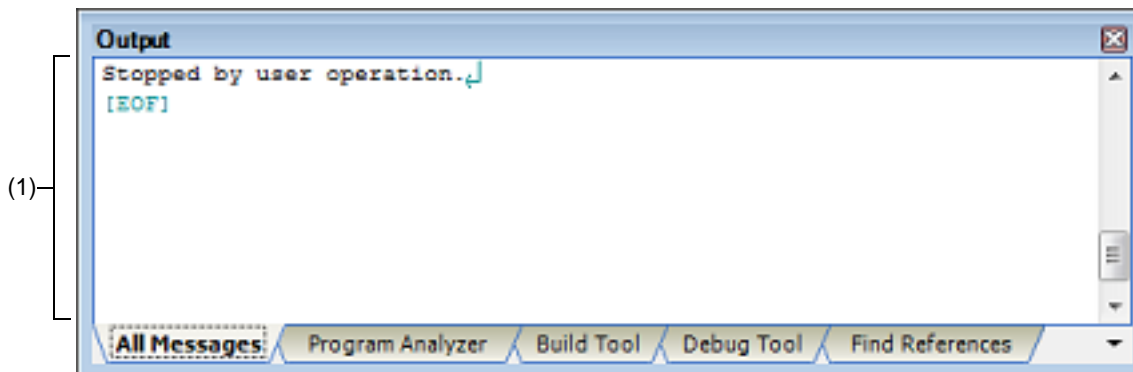 Output
Stopped by user operation.↵
[EOF]
(1)
All Messages Program Analyzer Build Tool Debug Tool Find References